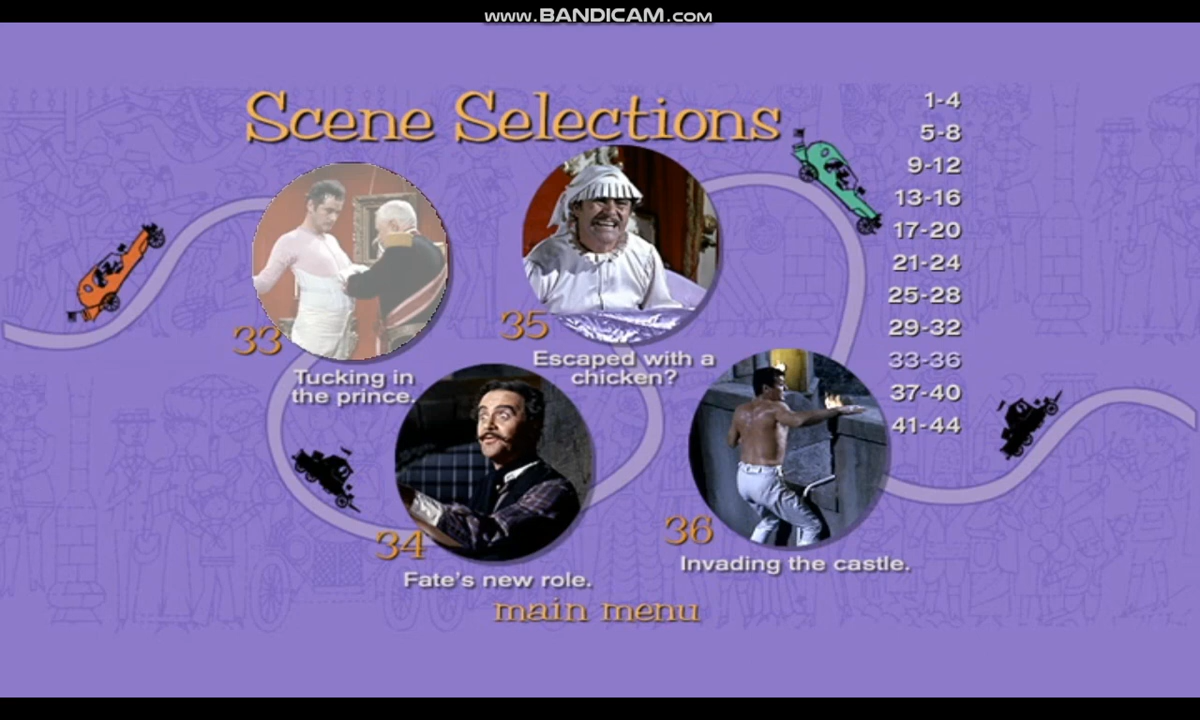 www.BANDICAM.com
Scene Selections
1-4
5-8
9-12
13-16
17-20
21-24
25-28
29-32
33-36
37-40
41-44
33
Tucking in
the prince.
35
Escaped with a
chicken?
34
Fate's new role.
36
Invading the castle.
main menu